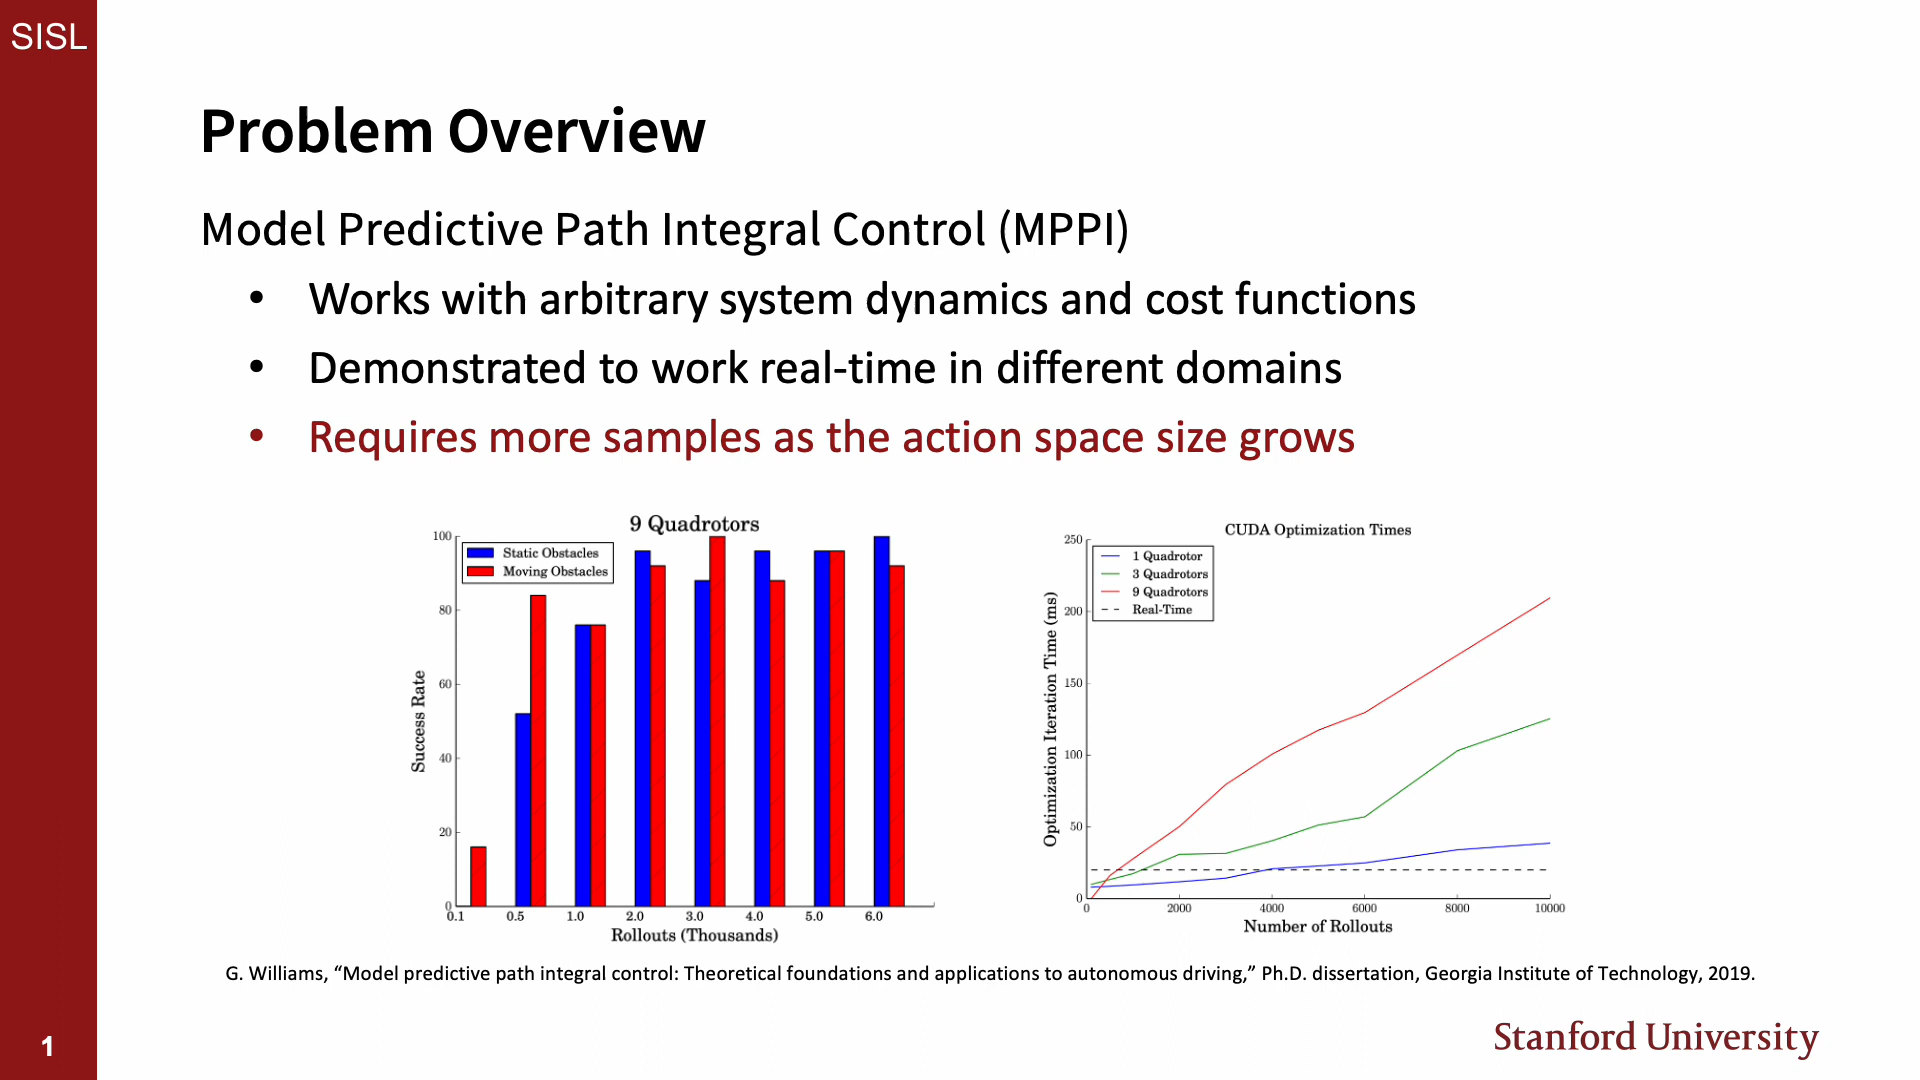 SISL
Problem Overview
Model Predictive Path Integral Control (MPPI)
• Works with arbitrary system dynamics and cost functions
• Demonstrated to work real-time in different domains
• Requires more samples as the action space size grows
9 Quadrotors
Static Obstacles
Moving Obstacles
Success Rate
100
80
60
40
20
0
0.1 0.5 1.0 2.0 3.0 4.0 5.0 6.0
Rollouts (Thousands)
CUDA Optimization Times
1 Quadrotor
3 Quadrotors
9 Quadrotors
Real-Time
Optimization Iteration Time (ms)
250
200
150
100
50
0
0 2000 4000 6000 8000 10000
Number of Rollouts
G. Williams, “Model predictive path integral control: Theoretical foundations and applications to autonomous driving,” Ph.D. dissertation, Georgia Institute of Technology, 2019.
1
Stanford University